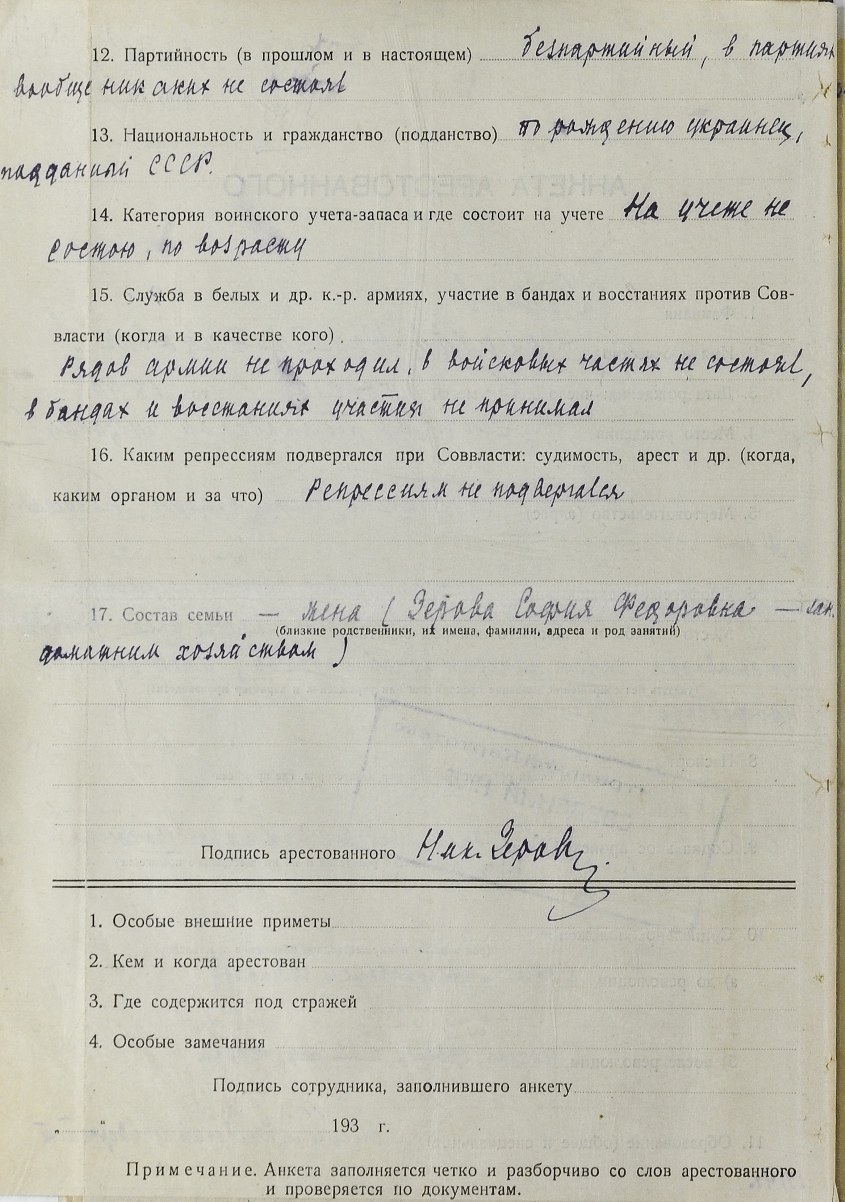 12. Партийность (в прошлом и в настоящем) безпартийный, в партиях
вообще никаких не состоял
13. Национальность и гражданство (подданство) по рождению украинец,
подданный СССР.
14. Категория воинского учета-запаса и где состоит на учете На учете не
состою, по возрасту
15. Служба в белых и др. к.-р. армиях, участие в бандах и восстаниях против Сов-
власти (когда и в качестве кого)
Рядов армии не проходил, в войсковых частях не состоял,
в бандах и восстаниях участия не принимал
16. Каким репрессиям подвергался при Соввласти: судимость, арест и др. (когда,
каким органом и за что) Репрессиям не подвергался
17. Состав семьи — жена (Зерова София Федоровна —
(близкие родственники, их имена, фамилии, адреса и род занятий)
домашним хозяйством)
Подпись арестованного Ник. Зеров
1. Особые внешние приметы
2. Кем и когда арестован
3. Где содержится под стражей
4. Особые замечания
Подпись сотрудника, заполнившего анкету
„ “ 193 г.
Примечание. Анкета заполняется четко и разборчиво со слов арестованного
и проверяется по документам.